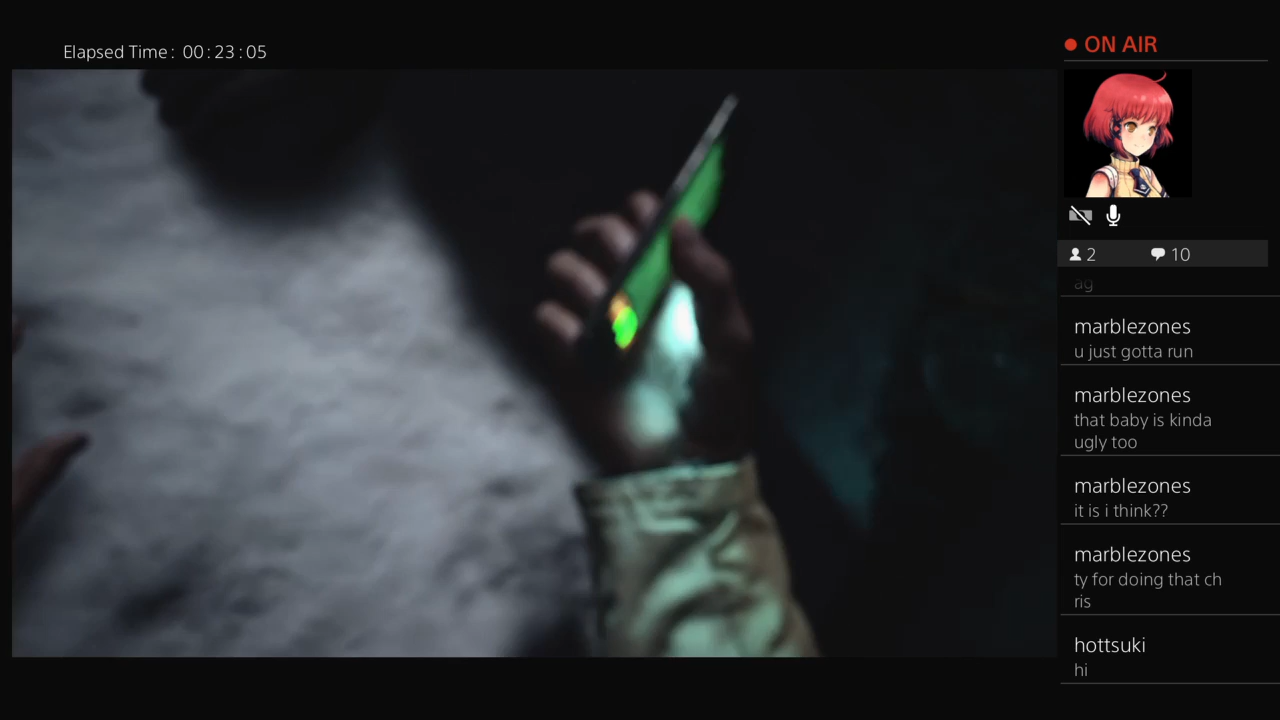 Elapsed Time: 00:23:05
ON AIR
2 10
ag
marblezones
u just gotta run
marblezones
that baby is kinda
ugly too
marblezones
it is i think??
marblezones
ty for doing that ch
ris
hottsuki
hi